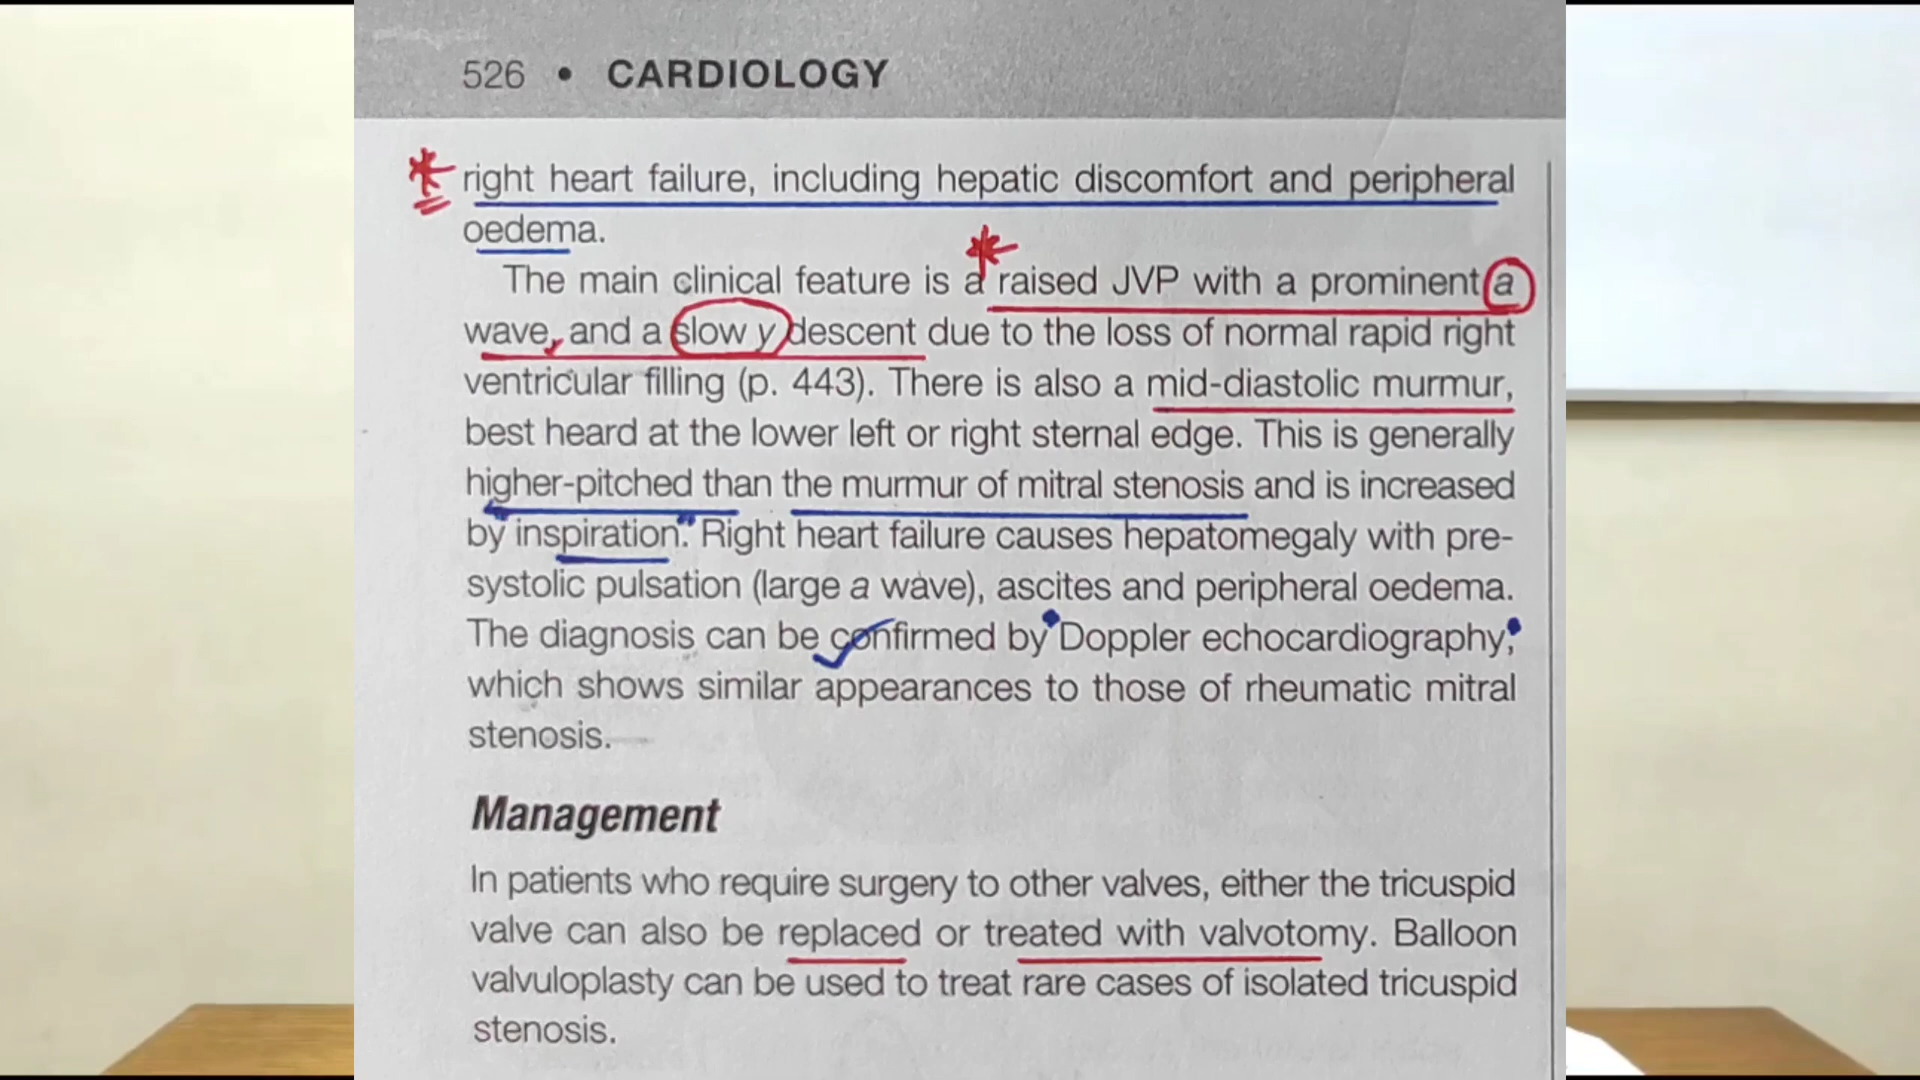 526 • CARDIOLOGY
right heart failure, including hepatic discomfort and peripheral
oedema.
The main clinical feature is a raised JVP with a prominent a
wave, and a slow y descent due to the loss of normal rapid right
ventricular filling (p. 443). There is also a mid-diastolic murmur,
best heard at the lower left or right sternal edge. This is generally
higher-pitched than the murmur of mitral stenosis and is increased
by inspiration. Right heart failure causes hepatomegaly with pre-
systolic pulsation (large a wave), ascites and peripheral oedema.
The diagnosis can be confirmed by Doppler echocardiography,
which shows similar appearances to those of rheumatic mitral
stenosis.
Management
In patients who require surgery to other valves, either the tricuspid
valve can also be replaced or treated with valvotomy. Balloon
valvuloplasty can be used to treat rare cases of isolated tricuspid
stenosis.